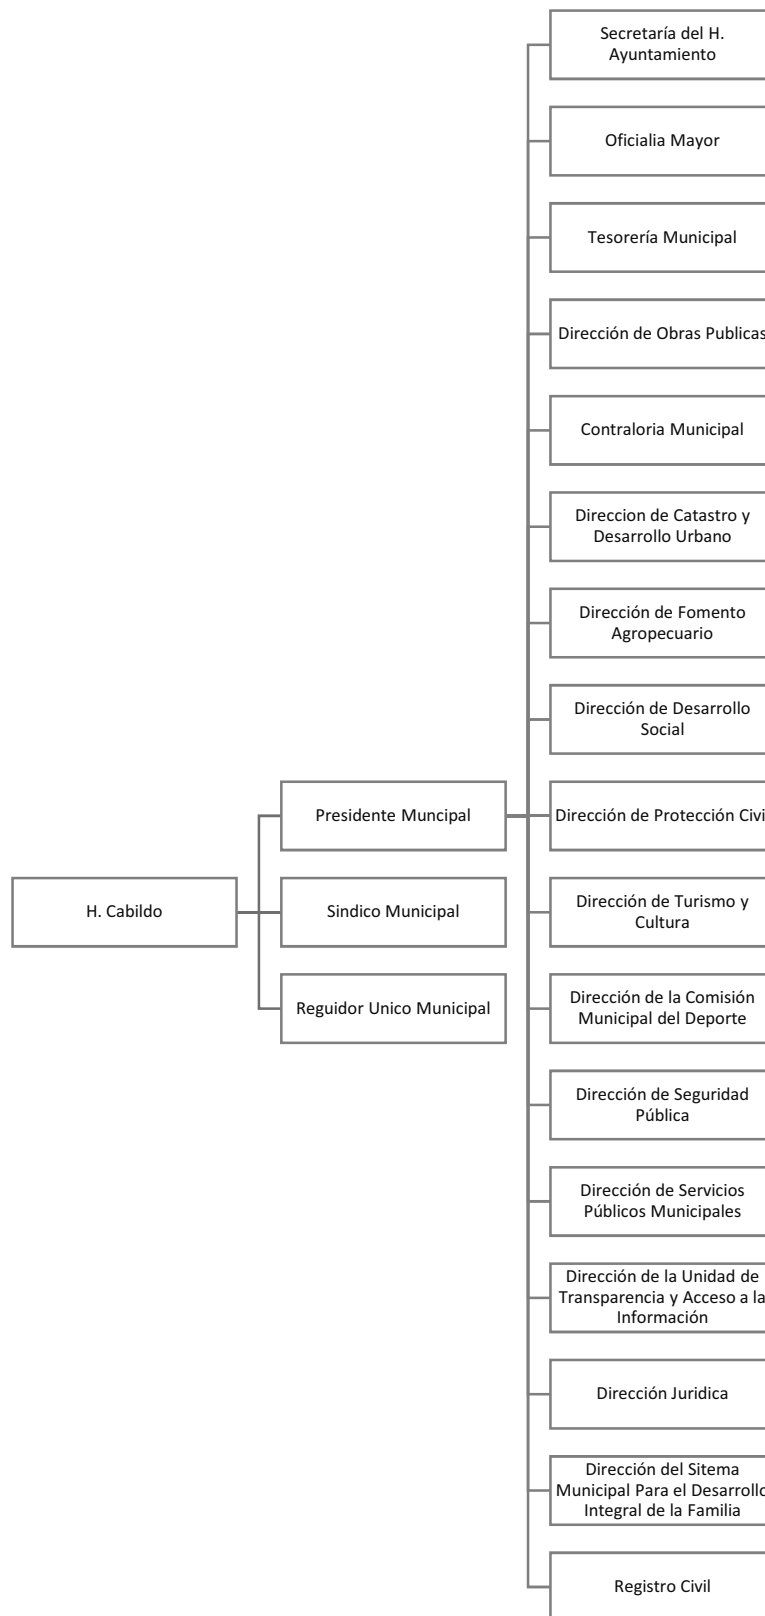 Secretaría del H.
Ayuntamiento
Oficialia Mayor
Tesorería Municipal
Dirección de Obras Publicas
Contraloria Municipal
Direccion de Catastro y
Desarrollo Urbano
Dirección de Fomento
Agropecuario
Dirección de Desarrollo
Social
Presidente Muncipal
Dirección de Protección Civi
H. Cabildo
Sindico Municipal
Dirección de Turismo y
Cultura
Reguidor Unico Municipal
Dirección de la Comisión
Municipal del Deporte
Dirección de Seguridad
Pública
Dirección de Servicios
Públicos Municipales
Dirección de la Unidad de
Transparencia y Acceso a la
Información
Dirección Juridica
Dirección del Sitema
Municipal Para el Desarrollo
Integral de la Familia
Registro Civil